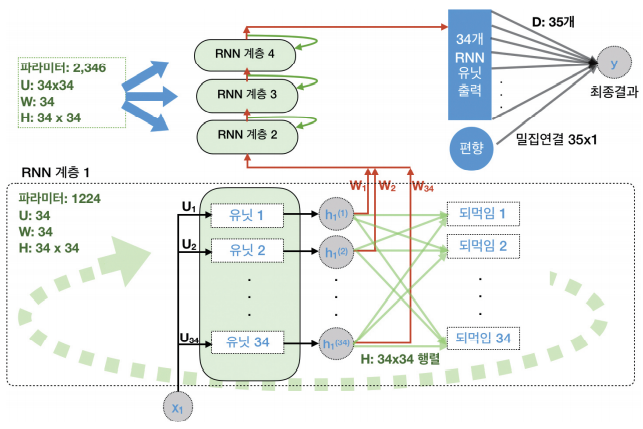 D: 35개
RNN 계층 4
34개
RNN
유닛
출력
y
파라미터: 2,346
U: 34x34
W: 34
H: 34 x 34
RNN 계층 3
최종결과
RNN 계층 2
편향
밀집연결 35x1
RNN 계층 1
W1
W2
W34
파라미터: 1224
U: 34
W: 34
H: 34 x 34
U1
유닛 1
h1(1)
되먹임 1
U2
유닛 2
h1(2)
되먹임 2
U34
유닛 34
h1(34)
되먹임 34
H: 34x34 행렬
x1